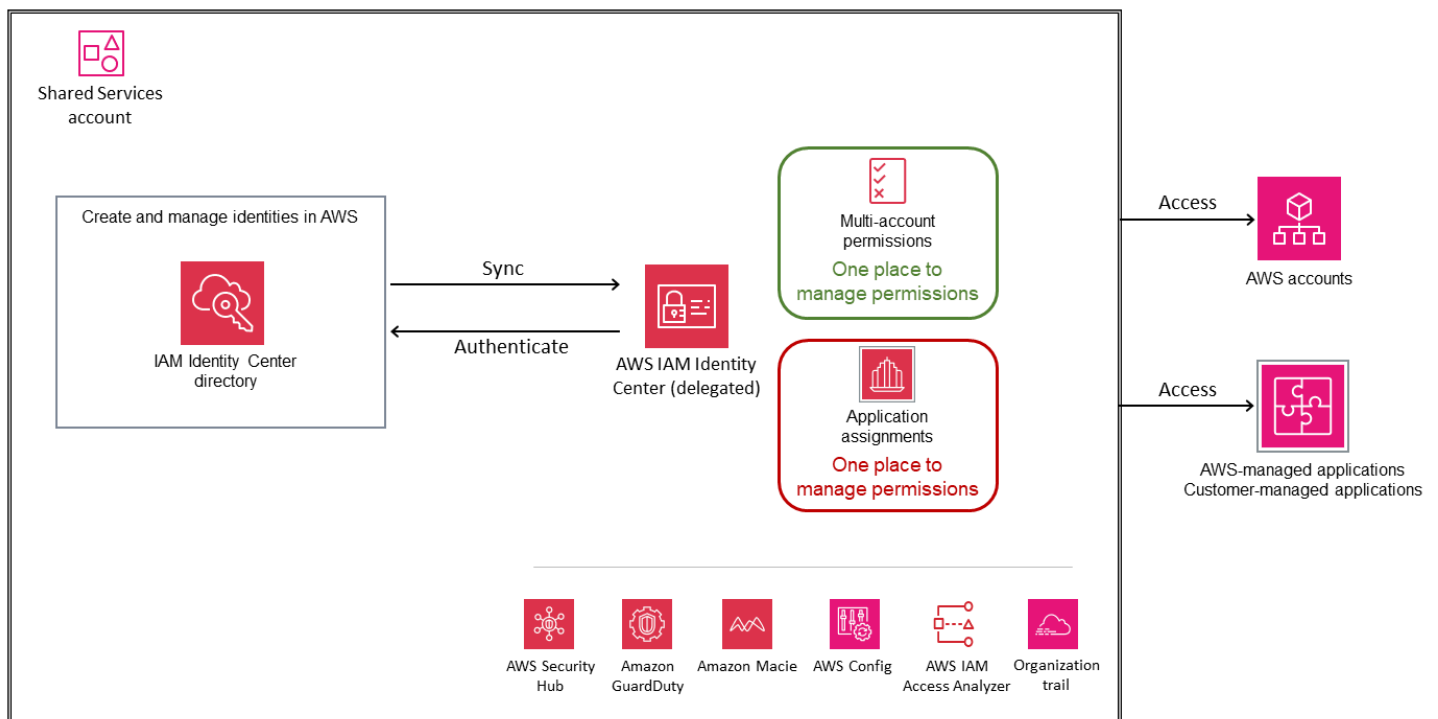 Shared Services
account
Create and manage identities in AWS
IAM Identity Center
directory
Sync
Authenticate
AWS IAM Identity
Center (delegated)
Multi-account
permissions
One place to
manage permissions
Application
assignments
One place to
manage permissions
Access
AWS accounts
Access
AWS-managed applications
Customer-managed applications
AWS Security
Hub
Amazon
GuardDuty
Amazon Macie
AWS Config
AWS IAM
Access Analyzer
Organization
trail